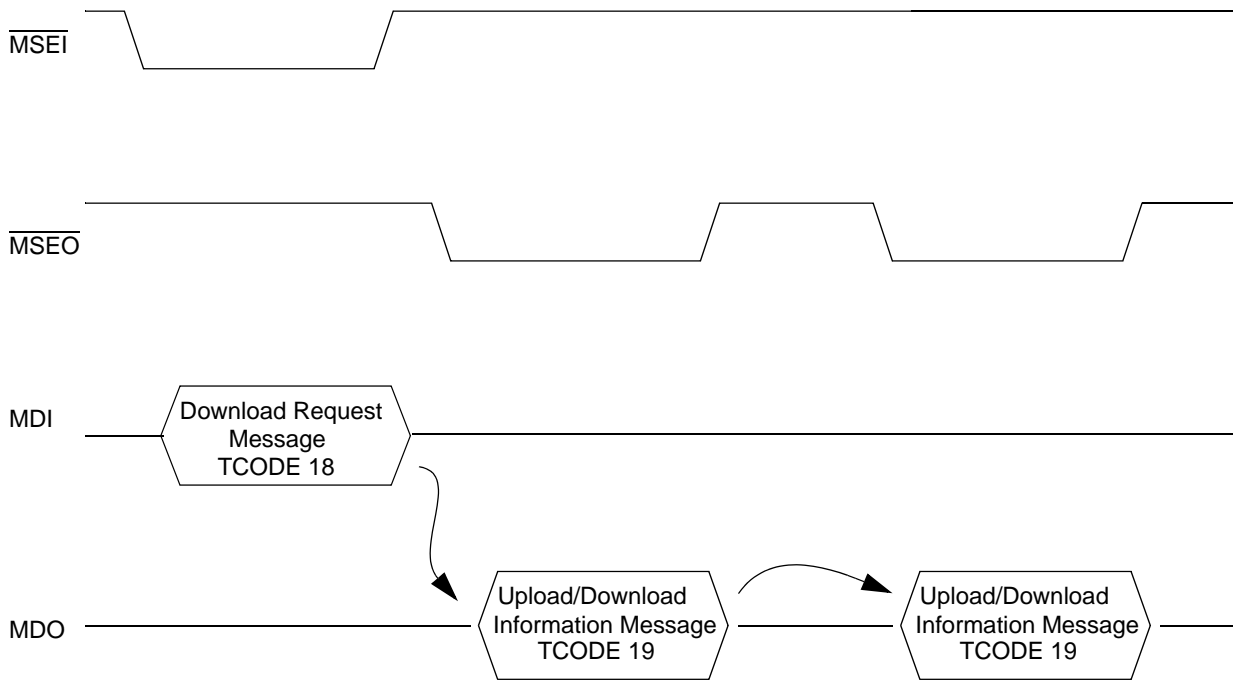 MSEI
MSEO
MDI
Download Request
Message
TCODE 18
MDO
Upload/Download
Information Message
TCODE 19
Upload/Download
Information Message
TCODE 19